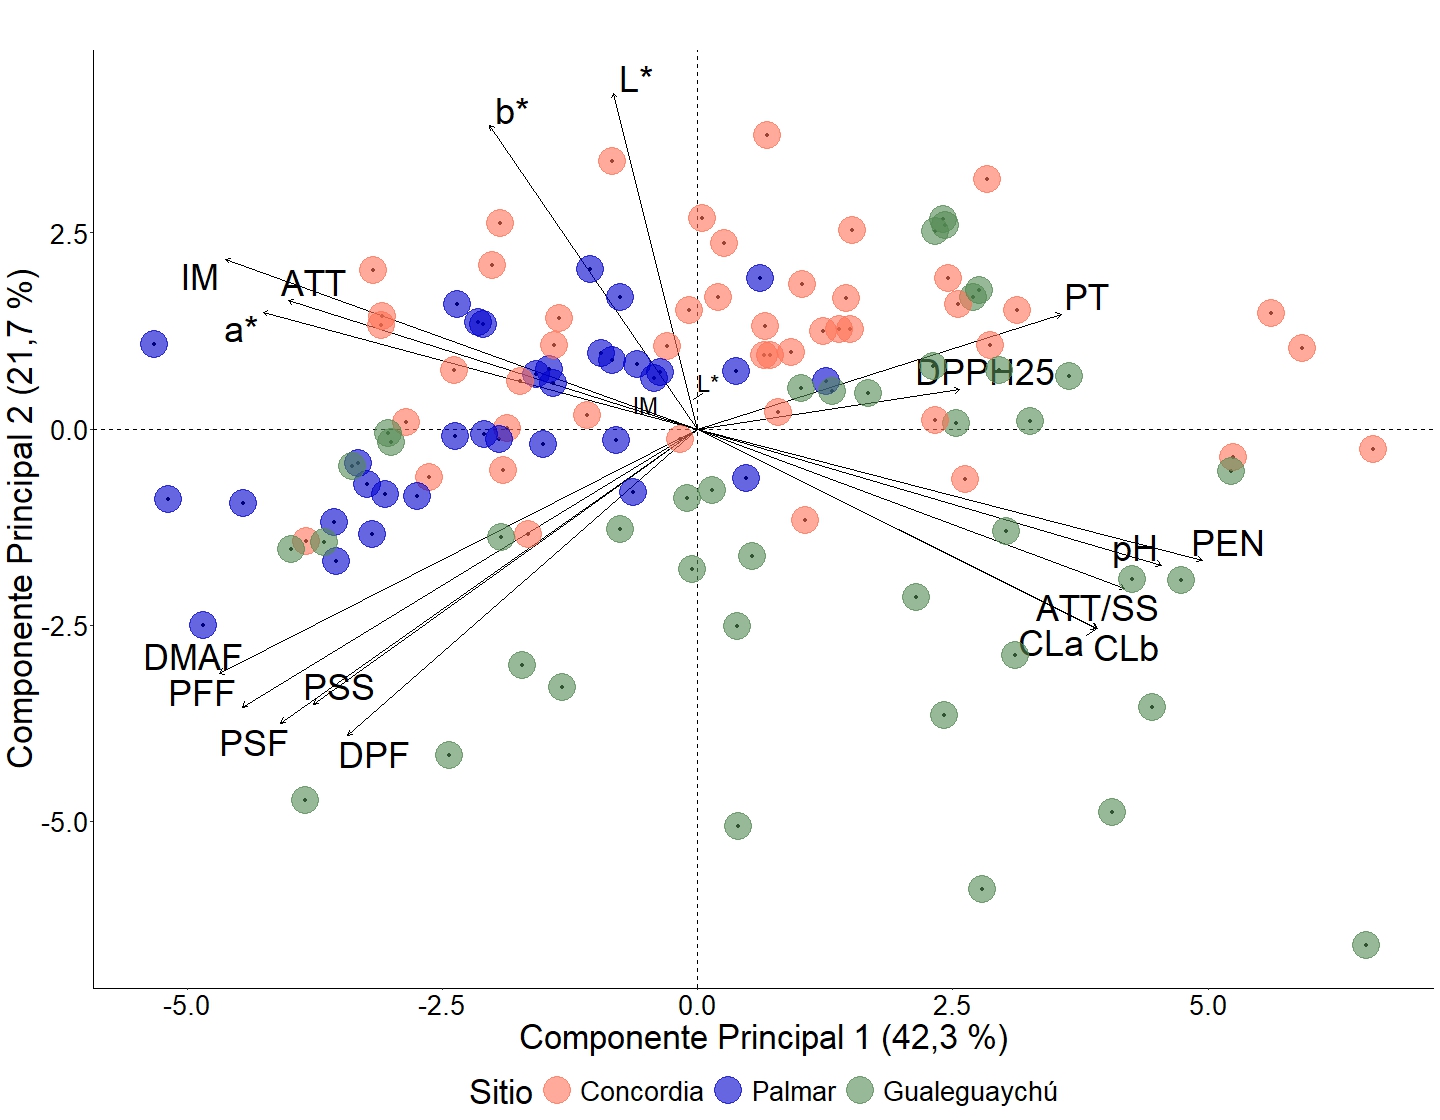 L*
b*
IM
ATT
a*
PT
DPPH25
L*
IM
pH
PEN
ATT/SS
CLa
CLb
DMAF
PFF
PSS
PSF
DPF
2.5
0.0
-2.5
-5.0
Componente Principal 2 (21,7 %)
-5.0
-2.5
0.0
2.5
5.0
Componente Principal 1 (42,3 %)
Sitio Concordia Palmar Gualeguaychú